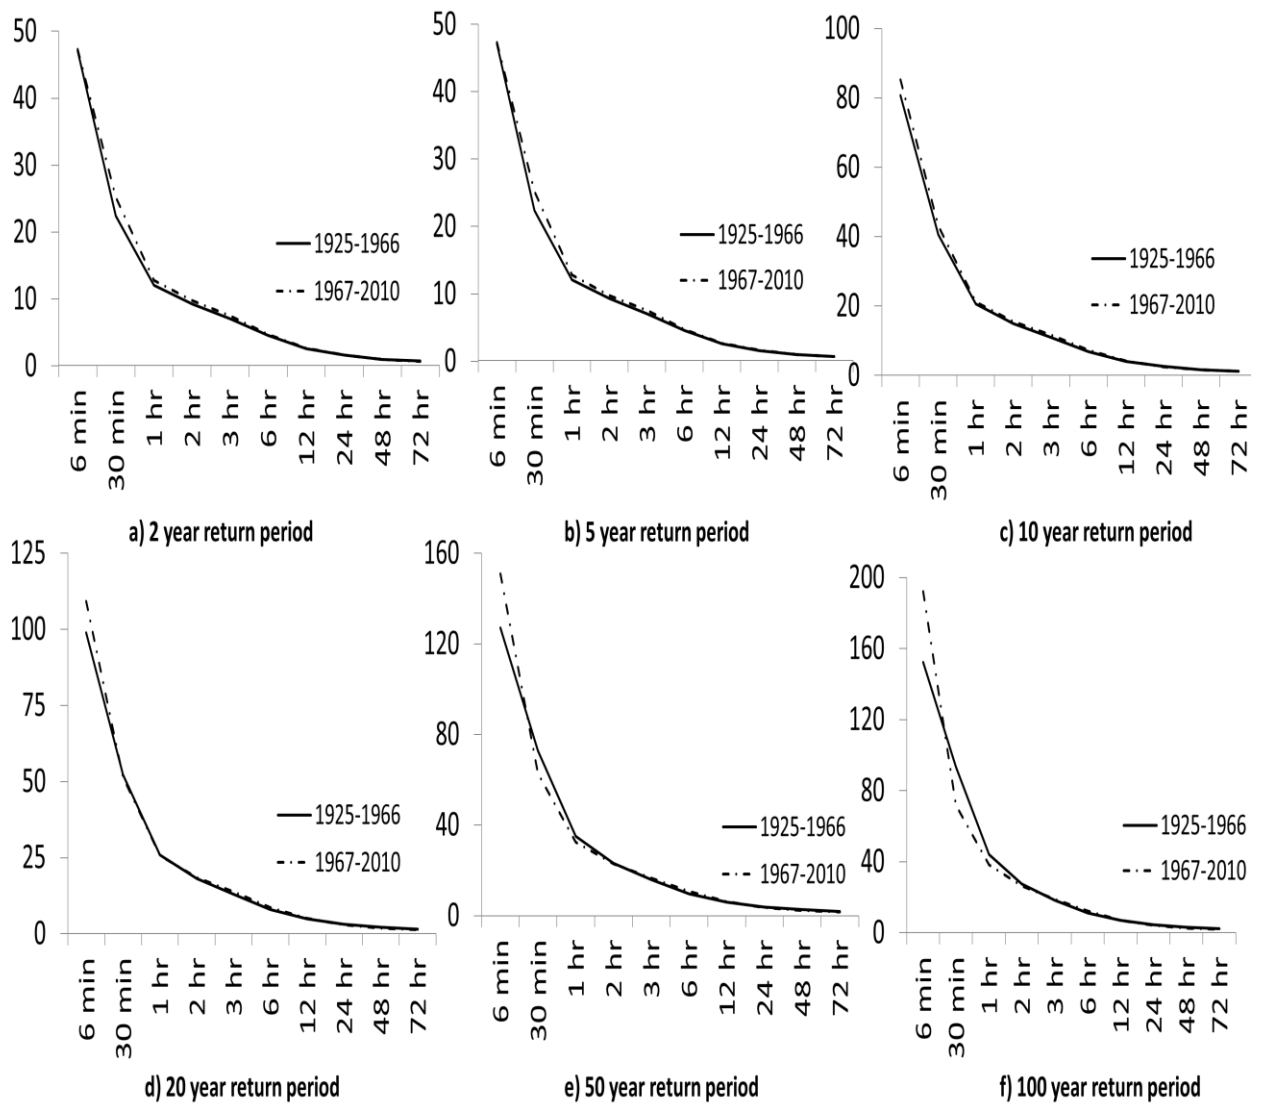 50
40
30
20
10
0
1925-1966
1967-2010
6 min
30 min
1 hr
2 hr
3 hr
6 hr
12 hr
24 hr
48 hr
72 hr
a) 2 year return period
50
40
30
20
10
0
1925-1966
1967-2010
6 min
30 min
1 hr
2 hr
3 hr
6 hr
12 hr
24 hr
48 hr
72 hr
b) 5 year return period
100
80
60
40
20
0
1925-1966
1967-2010
6 min
30 min
1 hr
2 hr
3 hr
6 hr
12 hr
24 hr
48 hr
72 hr
c) 10 year return period
125
100
75
50
25
0
1925-1966
1967-2010
6 min
30 min
1 hr
2 hr
3 hr
6 hr
12 hr
24 hr
48 hr
72 hr
d) 20 year return period
160
120
80
40
0
1925-1966
1967-2010
6 min
30 min
1 hr
2 hr
3 hr
6 hr
12 hr
24 hr
48 hr
72 hr
e) 50 year return period
200
160
120
80
40
0
1925-1966
1967-2010
6 min
30 min
1 hr
2 hr
3 hr
6 hr
12 hr
24 hr
48 hr
72 hr
f) 100 year return period